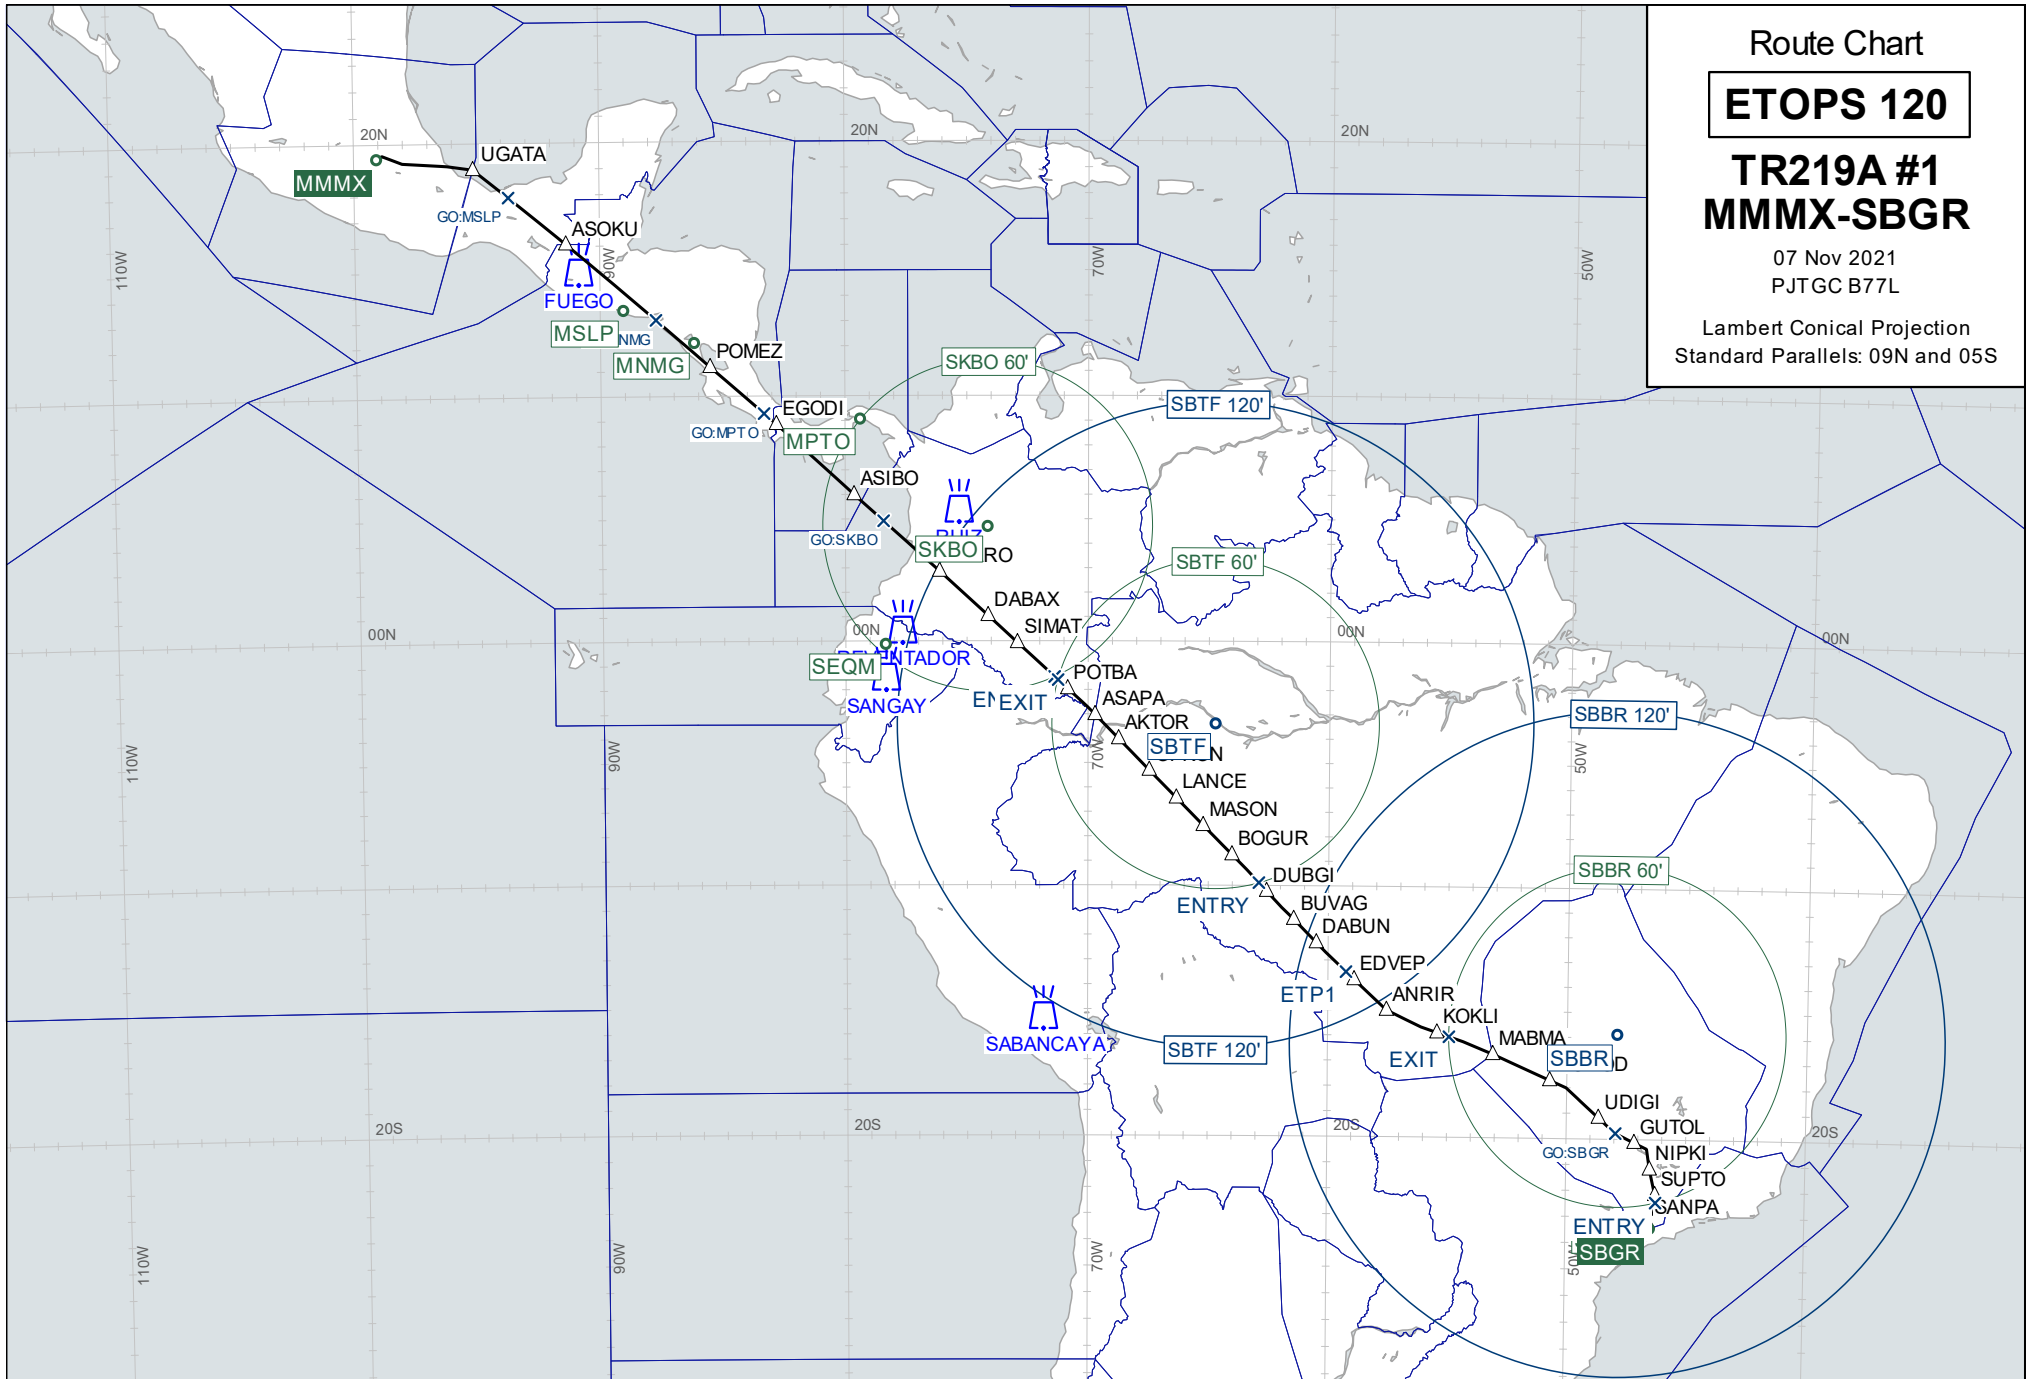 Route Chart
ETOPS 120
TR219A #1
MMMX-SBGR
07 Nov 2021
PJTGC B77L
Lambert Conical Projection
Standard Parallels: 09N and 05S
20N
20N
20N
UGATA
MMMX
GO:MSLP
ASOKU
110W
90W
70W
50W
FUEGO
MSLP
NMG
MNMG
POMEZ
SKBO 60'
EGODI
SBTF 120'
GO:MPTO
MPTO
ASIBO
GO:SKBO
SKBO
RO
SBTF 60'
DABAX
SIMAT
00N
00N
00N
00N
SEQM
SANGAY
EXIT
POTBA
ASAPA
AKTOR
SBTF
110W
90W
70W
50W
SBBR 120'
LANCE
MASON
BOGUR
DUBGI
SBBR 60'
ENTRY
BUVAG
DABUN
EDVEP
ETP1
ANRIR
KOKLI
SABANCAYA
SBTF 120'
EXIT
MABMA
SBBR
D
UDIGI
20S
20S
20S
20S
GUTOL
GO:SBGR
NIPKI
SUPTO
SANPA
ENTRY
SBGR
110W
90W
70W